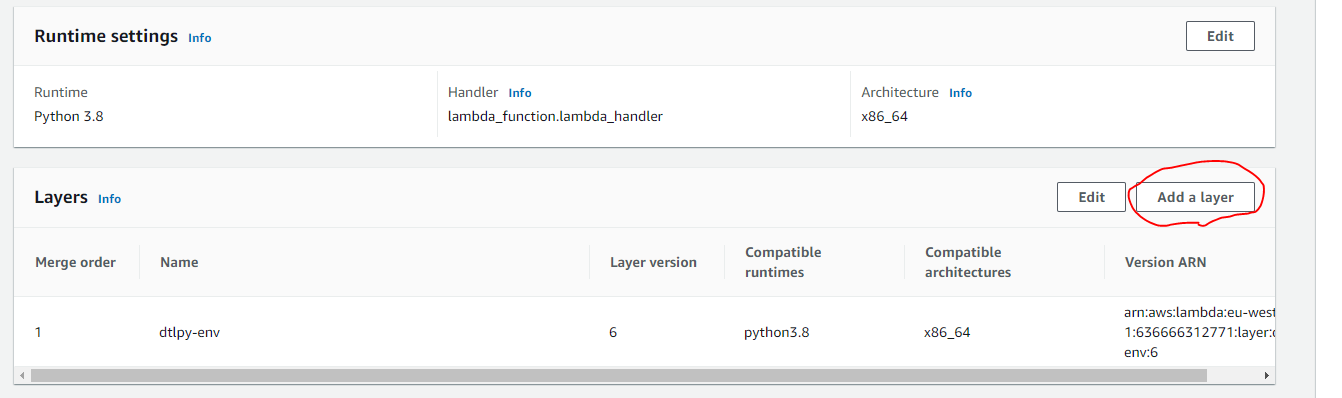 Runtime settings Info Edit
Runtime Handler Info Architecture Info
Python 3.8 lambda_function.lambda_handler x86_64
Layers Info Edit Add a layer
Merge order Name Layer version Compatible runtimes Compatible architectures Version ARN
1 dtlpy-env 6 python3.8 x86_64 arn:aws:lambda:eu-west
1:636666312771:layer:
env:6